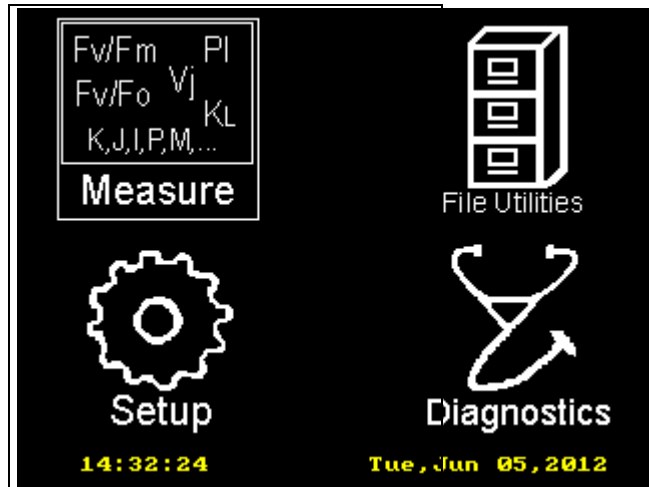 Fv/Fm PI
Fv/Fo Vj
KL
K,J,I,P,M,...
Measure
File Utilities
Setup
Diagnostics
14:32:24
Tue,Jun 05,2012